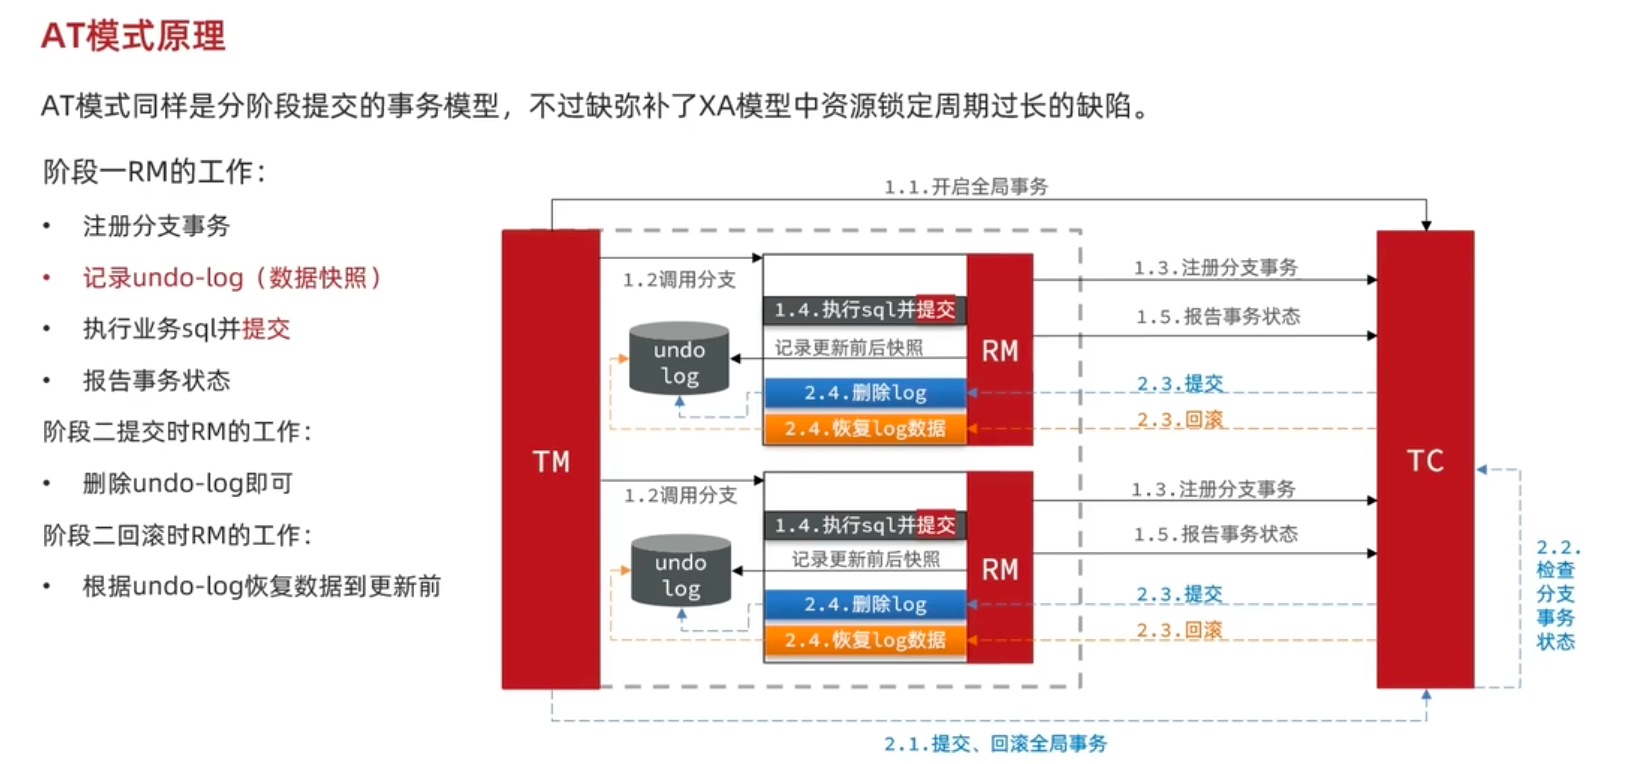 AT模式原理
AT模式同样是分阶段提交的事务模型，不过缺弥补了XA模型中资源锁定周期过长的缺陷。
阶段一RM的工作：
• 注册分支事务
• 记录undo-log（数据快照）
• 执行业务sql并提交
• 报告事务状态
阶段二提交时RM的工作：
• 删除undo-log即可
阶段二回滚时RM的工作：
• 根据undo-log恢复数据到更新前
1.1.开启全局事务
TM
1.2调用分支
1.4.执行sql并提交
记录更新前后快照
undo
log
2.4.删除log
2.4.恢复log数据
RM
1.3.注册分支事务
1.5.报告事务状态
2.3.提交
2.3.回滚
1.2调用分支
1.4.执行sql并提交
记录更新前后快照
undo
log
2.4.删除log
2.4.恢复log数据
RM
1.3.注册分支事务
1.5.报告事务状态
2.3.提交
2.3.回滚
TC
2.2.
检查
分支
事务
状态
2.1.提交、回滚全局事务